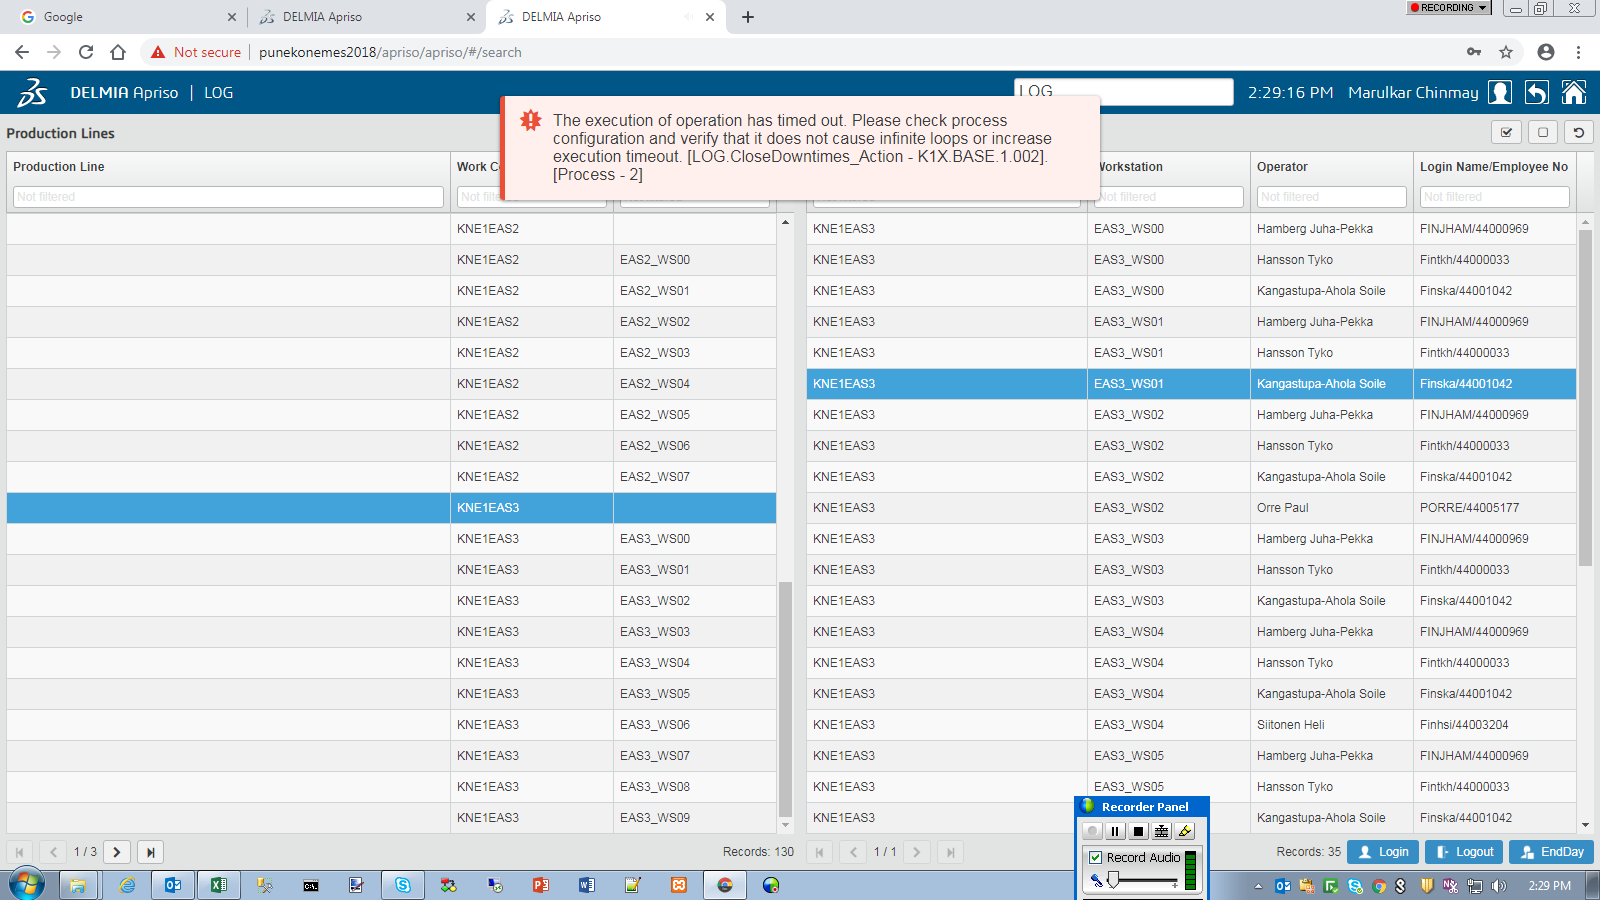 Google
DELMIA Apriso
DELMIA Apriso
RECORDING
Not secure
punekonemes2018/apriso/apriso/#/search
DELMIA Apriso | LOG
LOG
2:29:16 PM
Marulkar Chinmay
The execution of operation has timed out. Please check process
configuration and verify that it does not cause infinite loops or increase
execution timeout. [LOG.CloseDowntimes_Action - K1X.BASE.1.002].
[Process - 2]
Production Lines
Production Line
Work Ce
Not filtered
Not filtered
KNE1EAS2
KNE1EAS2 EAS2_WS00
KNE1EAS2 EAS2_WS01
KNE1EAS2 EAS2_WS02
KNE1EAS2 EAS2_WS03
KNE1EAS2 EAS2_WS04
KNE1EAS2 EAS2_WS05
KNE1EAS2 EAS2_WS06
KNE1EAS2 EAS2_WS07
KNE1EAS3
KNE1EAS3 EAS3_WS00
KNE1EAS3 EAS3_WS01
KNE1EAS3 EAS3_WS02
KNE1EAS3 EAS3_WS03
KNE1EAS3 EAS3_WS04
KNE1EAS3 EAS3_WS05
KNE1EAS3 EAS3_WS06
KNE1EAS3 EAS3_WS07
KNE1EAS3 EAS3_WS08
KNE1EAS3 EAS3_WS09
1 / 3
Records: 130
Workstation Operator Login Name/Employee No
Not filtered Not filtered Not filtered
KNE1EAS3 EAS3_WS00 Hamberg Juha-Pekka FINJHAM/44000969
KNE1EAS3 EAS3_WS00 Hansson Tyko Fintkh/44000033
KNE1EAS3 EAS3_WS00 Kangastupa-Ahola Soile Finska/44001042
KNE1EAS3 EAS3_WS01 Hamberg Juha-Pekka FINJHAM/44000969
KNE1EAS3 EAS3_WS01 Hansson Tyko Fintkh/44000033
KNE1EAS3 EAS3_WS01 Kangastupa-Ahola Soile Finska/44001042
KNE1EAS3 EAS3_WS02 Hamberg Juha-Pekka FINJHAM/44000969
KNE1EAS3 EAS3_WS02 Hansson Tyko Fintkh/44000033
KNE1EAS3 EAS3_WS02 Kangastupa-Ahola Soile Finska/44001042
KNE1EAS3 EAS3_WS02 Orre Paul PORRE/44005177
KNE1EAS3 EAS3_WS03 Hamberg Juha-Pekka FINJHAM/44000969
KNE1EAS3 EAS3_WS03 Hansson Tyko Fintkh/44000033
KNE1EAS3 EAS3_WS03 Kangastupa-Ahola Soile Finska/44001042
KNE1EAS3 EAS3_WS04 Hamberg Juha-Pekka FINJHAM/44000969
KNE1EAS3 EAS3_WS04 Hansson Tyko Fintkh/44000033
KNE1EAS3 EAS3_WS04 Kangastupa-Ahola Soile Finska/44001042
KNE1EAS3 EAS3_WS04 Siitonen Heli Finhsi/44003204
KNE1EAS3 EAS3_WS05 Hamberg Juha-Pekka FINJHAM/44000969
KNE1EAS3 EAS3_WS05 Hansson Tyko Fintkh/44000033
KNE1EAS3 Kangastupa-Ahola Soile Finska/44001042
1 / 1
Records: 35
Login
Logout
EndDay
Recorder Panel
Record Audio
2:29 PM